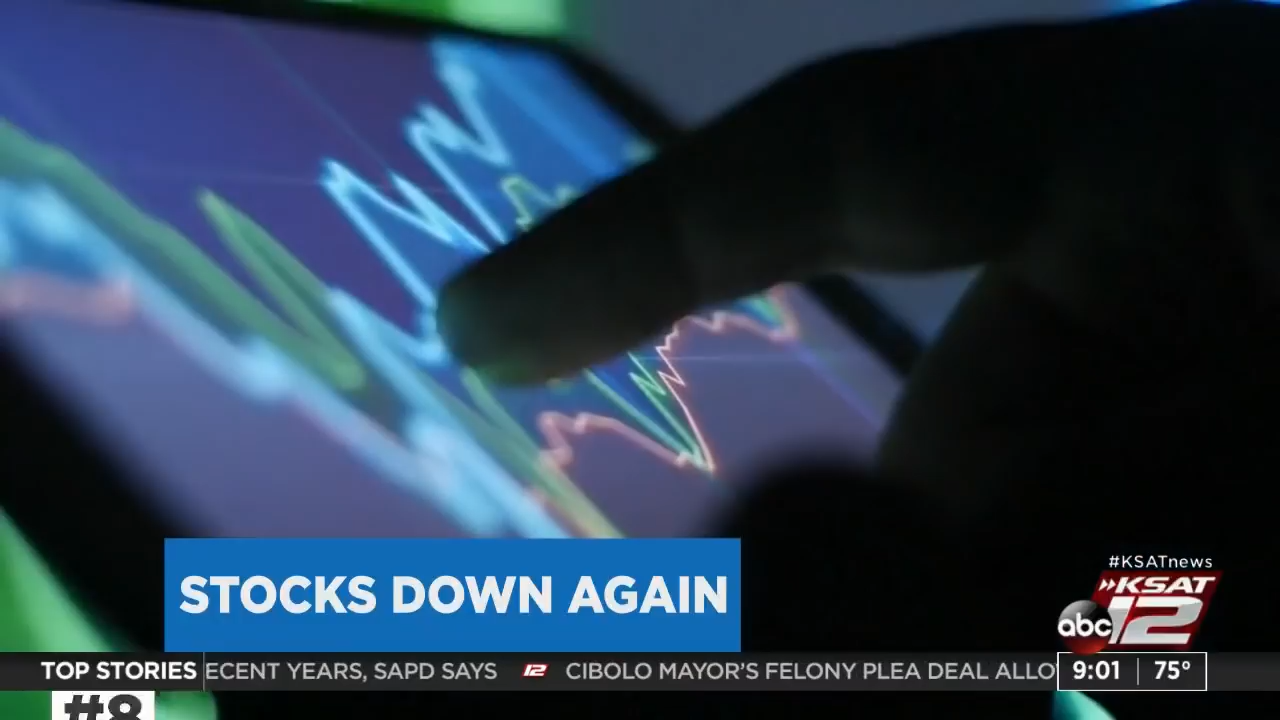 STOCKS DOWN AGAIN
#KSATnews
KSAT
abc 12
TOP STORIES ECENT YEARS, SAPD SAYS 12 CIBOLO MAYOR'S FELONY PLEA DEAL ALLO 9:01 75°
#8